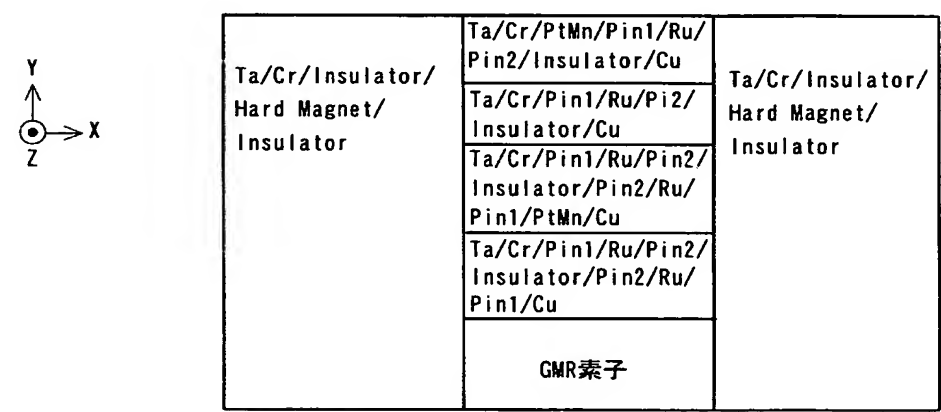 Y
X
Z
Ta/Cr/Insulator/
Hard Magnet/
Insulator
Ta/Cr/PtMn/Pin1/Ru/
Pin2/Insulator/Cu
Ta/Cr/Pin1/Ru/Pi2/
Insulator/Cu
Ta/Cr/Pin1/Ru/Pin2/
Insulator/Pin2/Ru/
Pin1/PtMn/Cu
Ta/Cr/Pin1/Ru/Pin2/
Insulator/Pin2/Ru/
Pin1/Cu
GMR素子
Ta/Cr/Insulator/
Hard Magnet/
Insulator